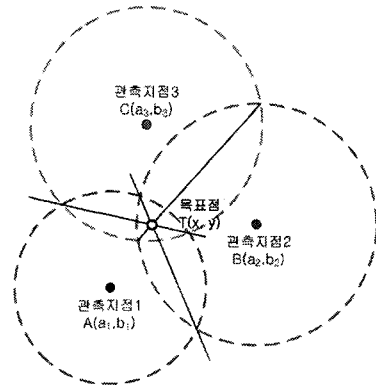 관측지점3
C(a₃,b₃)
목표점
T(x, y)
관측지점2
B(a₂,b₂)
관측지점1
A(a₁,b₁)